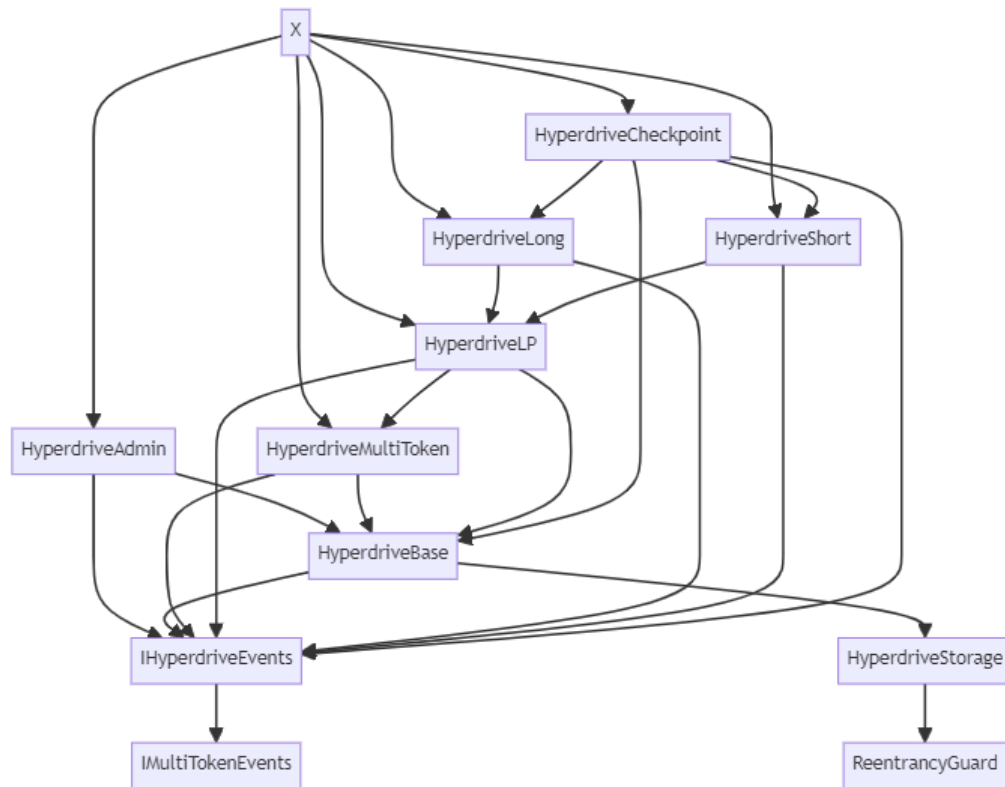 X
HyperdriveCheckpoint
HyperdriveLong
HyperdriveShort
HyperdriveLP
HyperdriveAdmin
HyperdriveMultiToken
HyperdriveBase
IHyperdriveEvents
HyperdriveStorage
IMultiTokenEvents
ReentrancyGuard